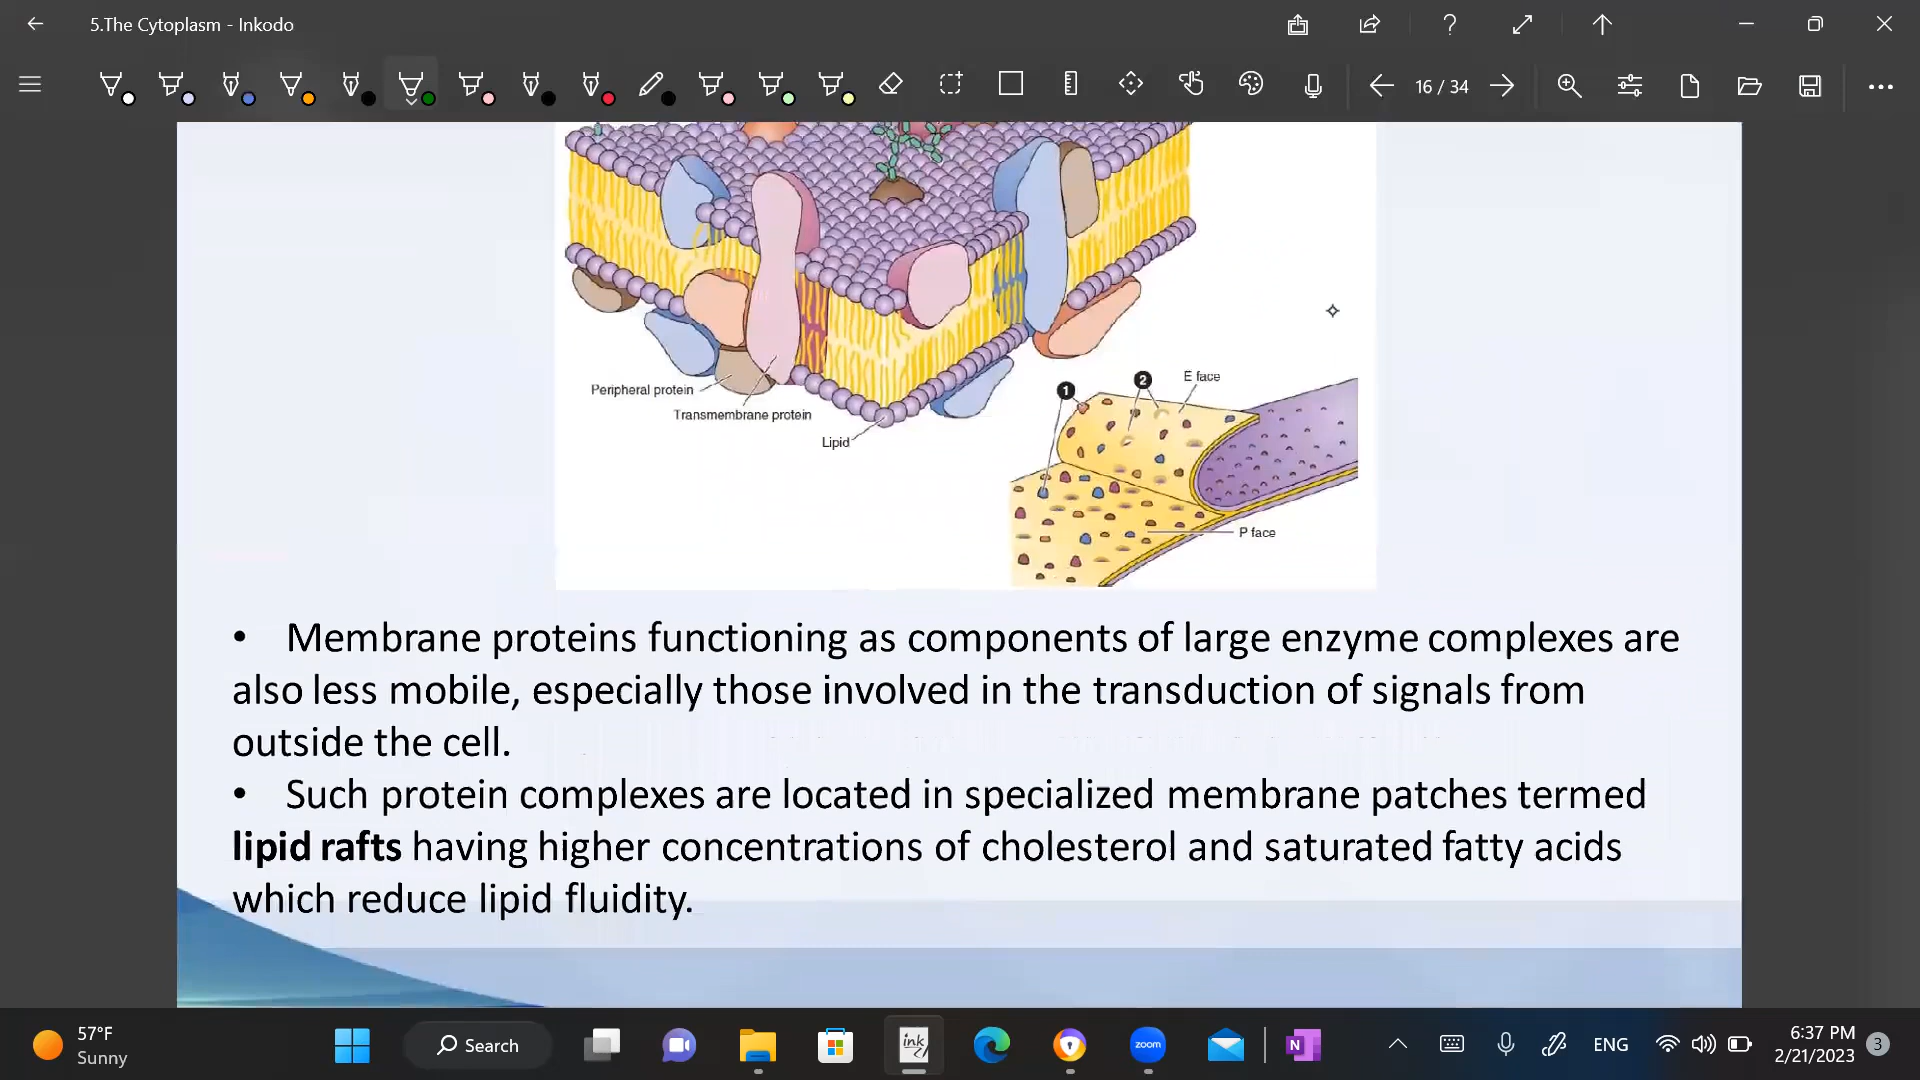 5.The Cytoplasm - Inkodo
16 / 34
Peripheral protein
Transmembrane protein
Lipid
1
2
E face
P face
• Membrane proteins functioning as components of large enzyme complexes are
also less mobile, especially those involved in the transduction of signals from
outside the cell.
• Such protein complexes are located in specialized membrane patches termed
lipid rafts having higher concentrations of cholesterol and saturated fatty acids
which reduce lipid fluidity.
57°F
Sunny
Search
ink
zoom
N
ENG
6:37 PM
2/21/2023
3